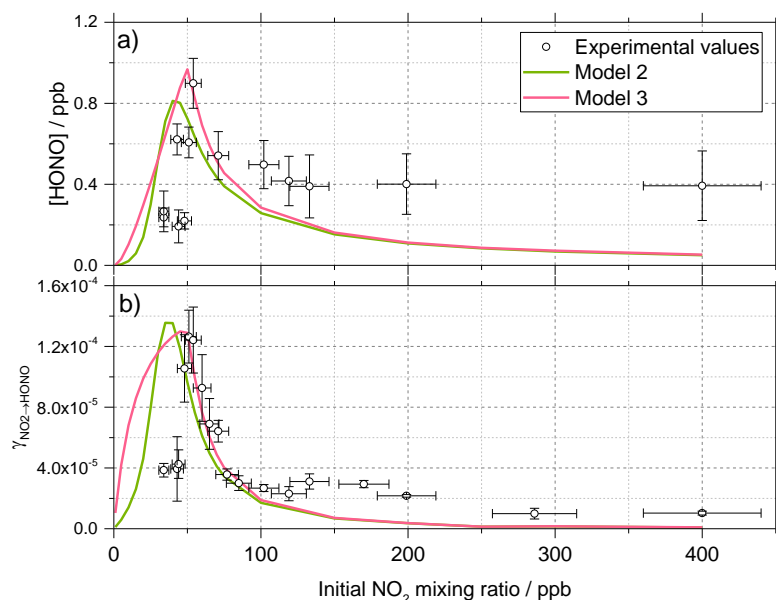 a)
Experimental values
Model 2
Model 3
[HONO] / ppb
1.2
0.8
0.4
0.0
b)
γNO2→HONO
1.6x10⁻⁴
1.2x10⁻⁴
8.0x10⁻⁵
4.0x10⁻⁵
0.0
0 100 200 300 400
Initial NO₂ mixing ratio / ppb